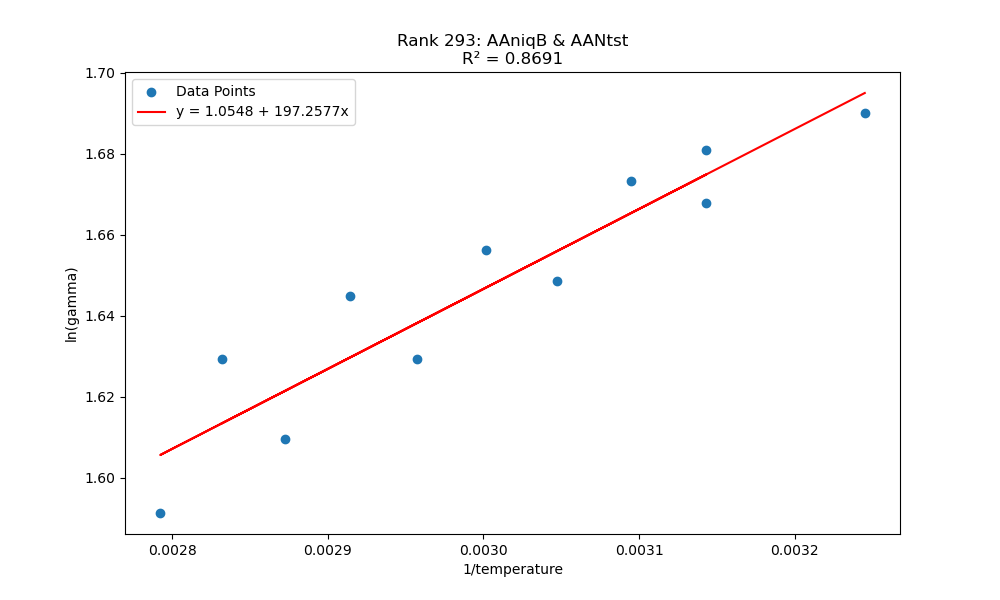 Rank 293: AAniqB & AANtst
R² = 0.8691
Data Points
y = 1.0548 + 197.2577x
1.70
1.68
1.66
1.64
1.62
1.60
ln(gamma)
0.0028 0.0029 0.0030 0.0031 0.0032
1/temperature